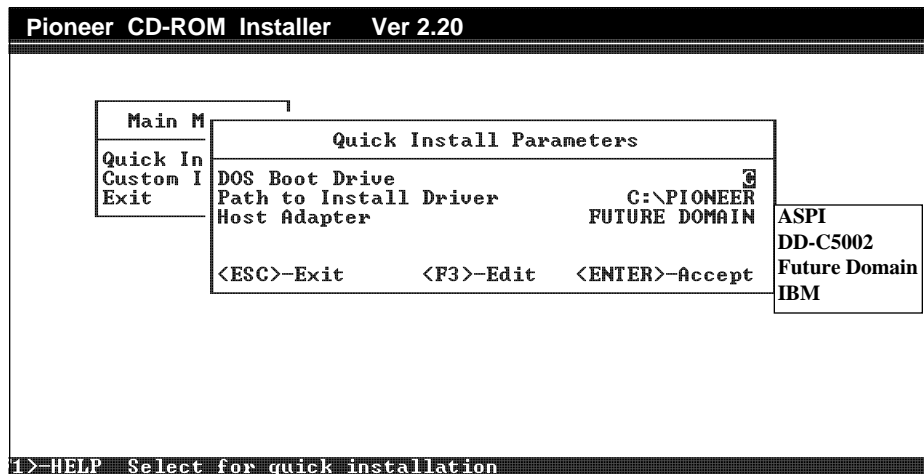 Pioneer CD-ROM Installer Ver 2.20
Main M
Quick In
Custom I
Exit
Quick Install Parameters
DOS Boot Drive C
Path to Install Driver C:\PIONEER
Host Adapter FUTURE DOMAIN
<ESC>-Exit <F3>-Edit <ENTER>-Accept
ASPI
DD-C5002
Future Domain
IBM
1>-HELP Select for quick installation